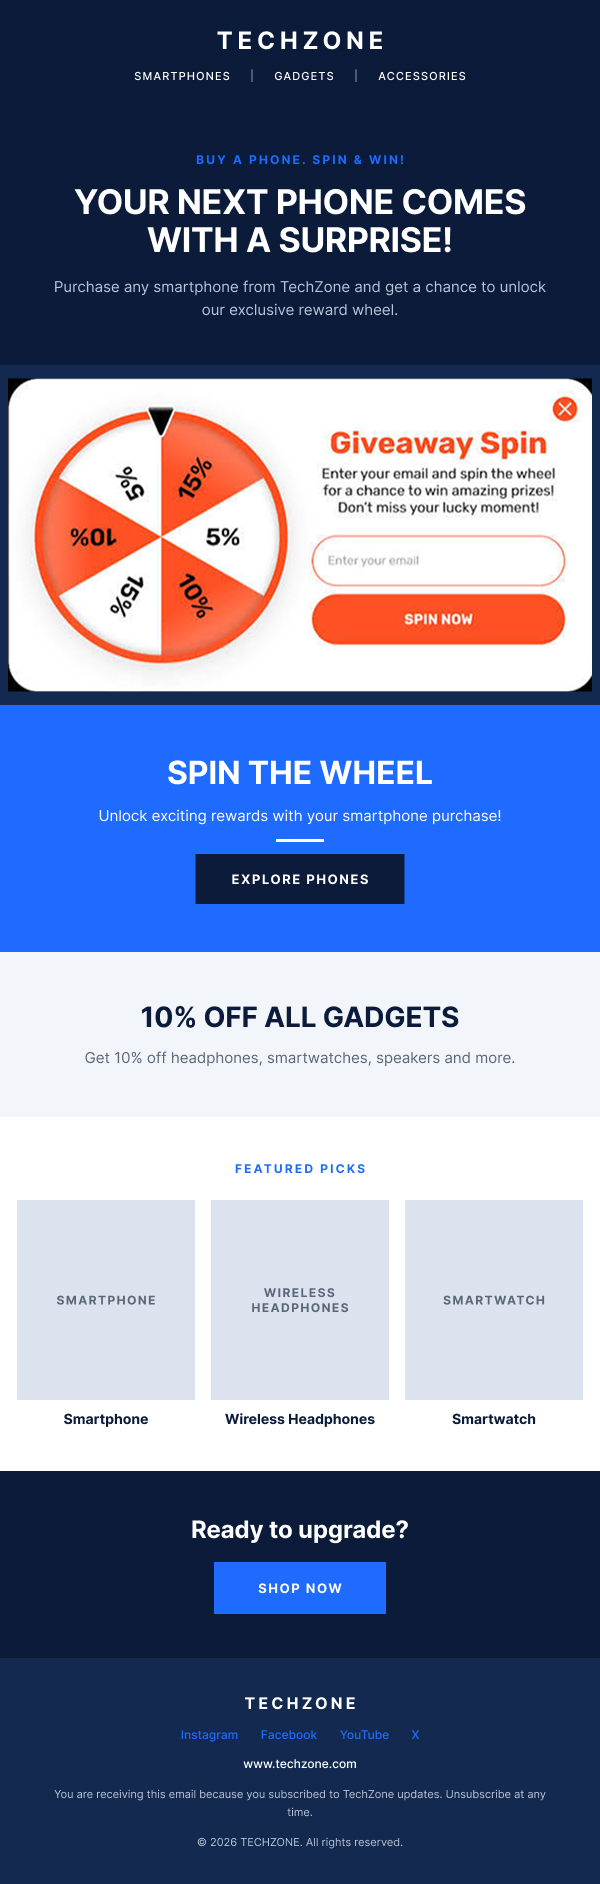 TECHZONE
SMARTPHONES | GADGETS | ACCESSORIES
BUY A PHONE. SPIN & WIN!
YOUR NEXT PHONE COMES
WITH A SURPRISE!
Purchase any smartphone from TechZone and get a chance to unlock
our exclusive reward wheel.
5%
15%
10%
5%
15%
10%
Giveaway Spin
Enter your email and spin the wheel
for a chance to win amazing prizes!
Don't miss your lucky moment!
Enter your email
SPIN NOW
SPIN THE WHEEL
Unlock exciting rewards with your smartphone purchase!
EXPLORE PHONES
10% OFF ALL GADGETS
Get 10% off headphones, smartwatches, speakers and more.
FEATURED PICKS
SMARTPHONE
WIRELESS
HEADPHONES
SMARTWATCH
Smartphone
Wireless Headphones
Smartwatch
Ready to upgrade?
SHOP NOW
TECHZONE
Instagram Facebook YouTube X
www.techzone.com
You are receiving this email because you subscribed to TechZone updates. Unsubscribe at any
time.
© 2026 TECHZONE. All rights reserved.